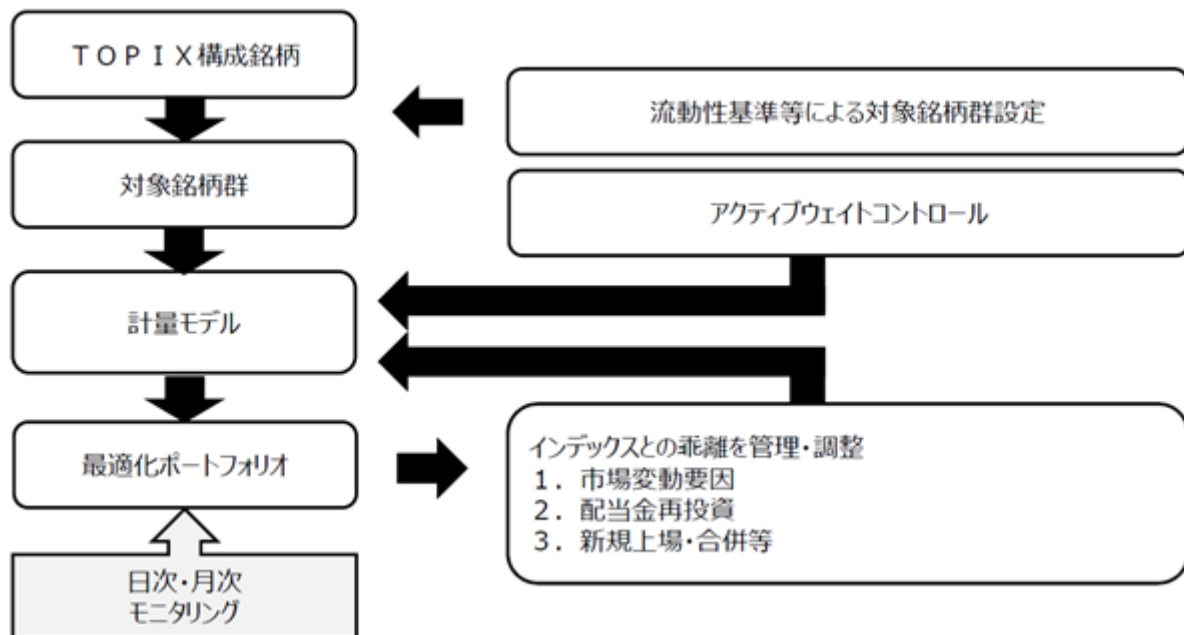 TOPIX構成銘柄
流動性基準等による対象銘柄群設定
対象銘柄群
アクティブウェイトコントロール
計量モデル
最適化ポートフォリオ
インデックスとの乖離を管理・調整
1．市場変動要因
2．配当金再投資
3．新規上場・合併等
日次・月次
モニタリング